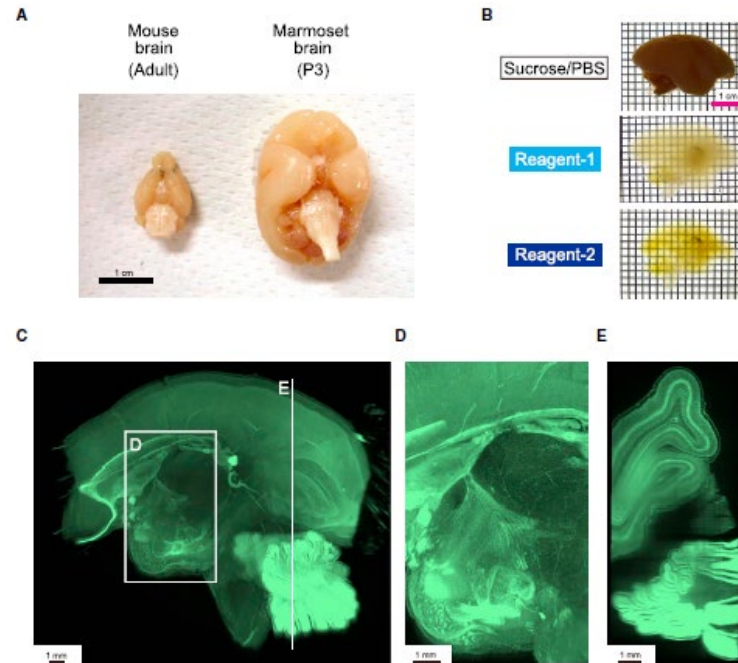 A
Mouse
brain
(Adult)
Marmoset
brain
(P3)
1 cm
B
Sucrose/PBS
1 cm
Reagent-1
Reagent-2
C
E
D
1 mm
D
1 mm
E
1 mm